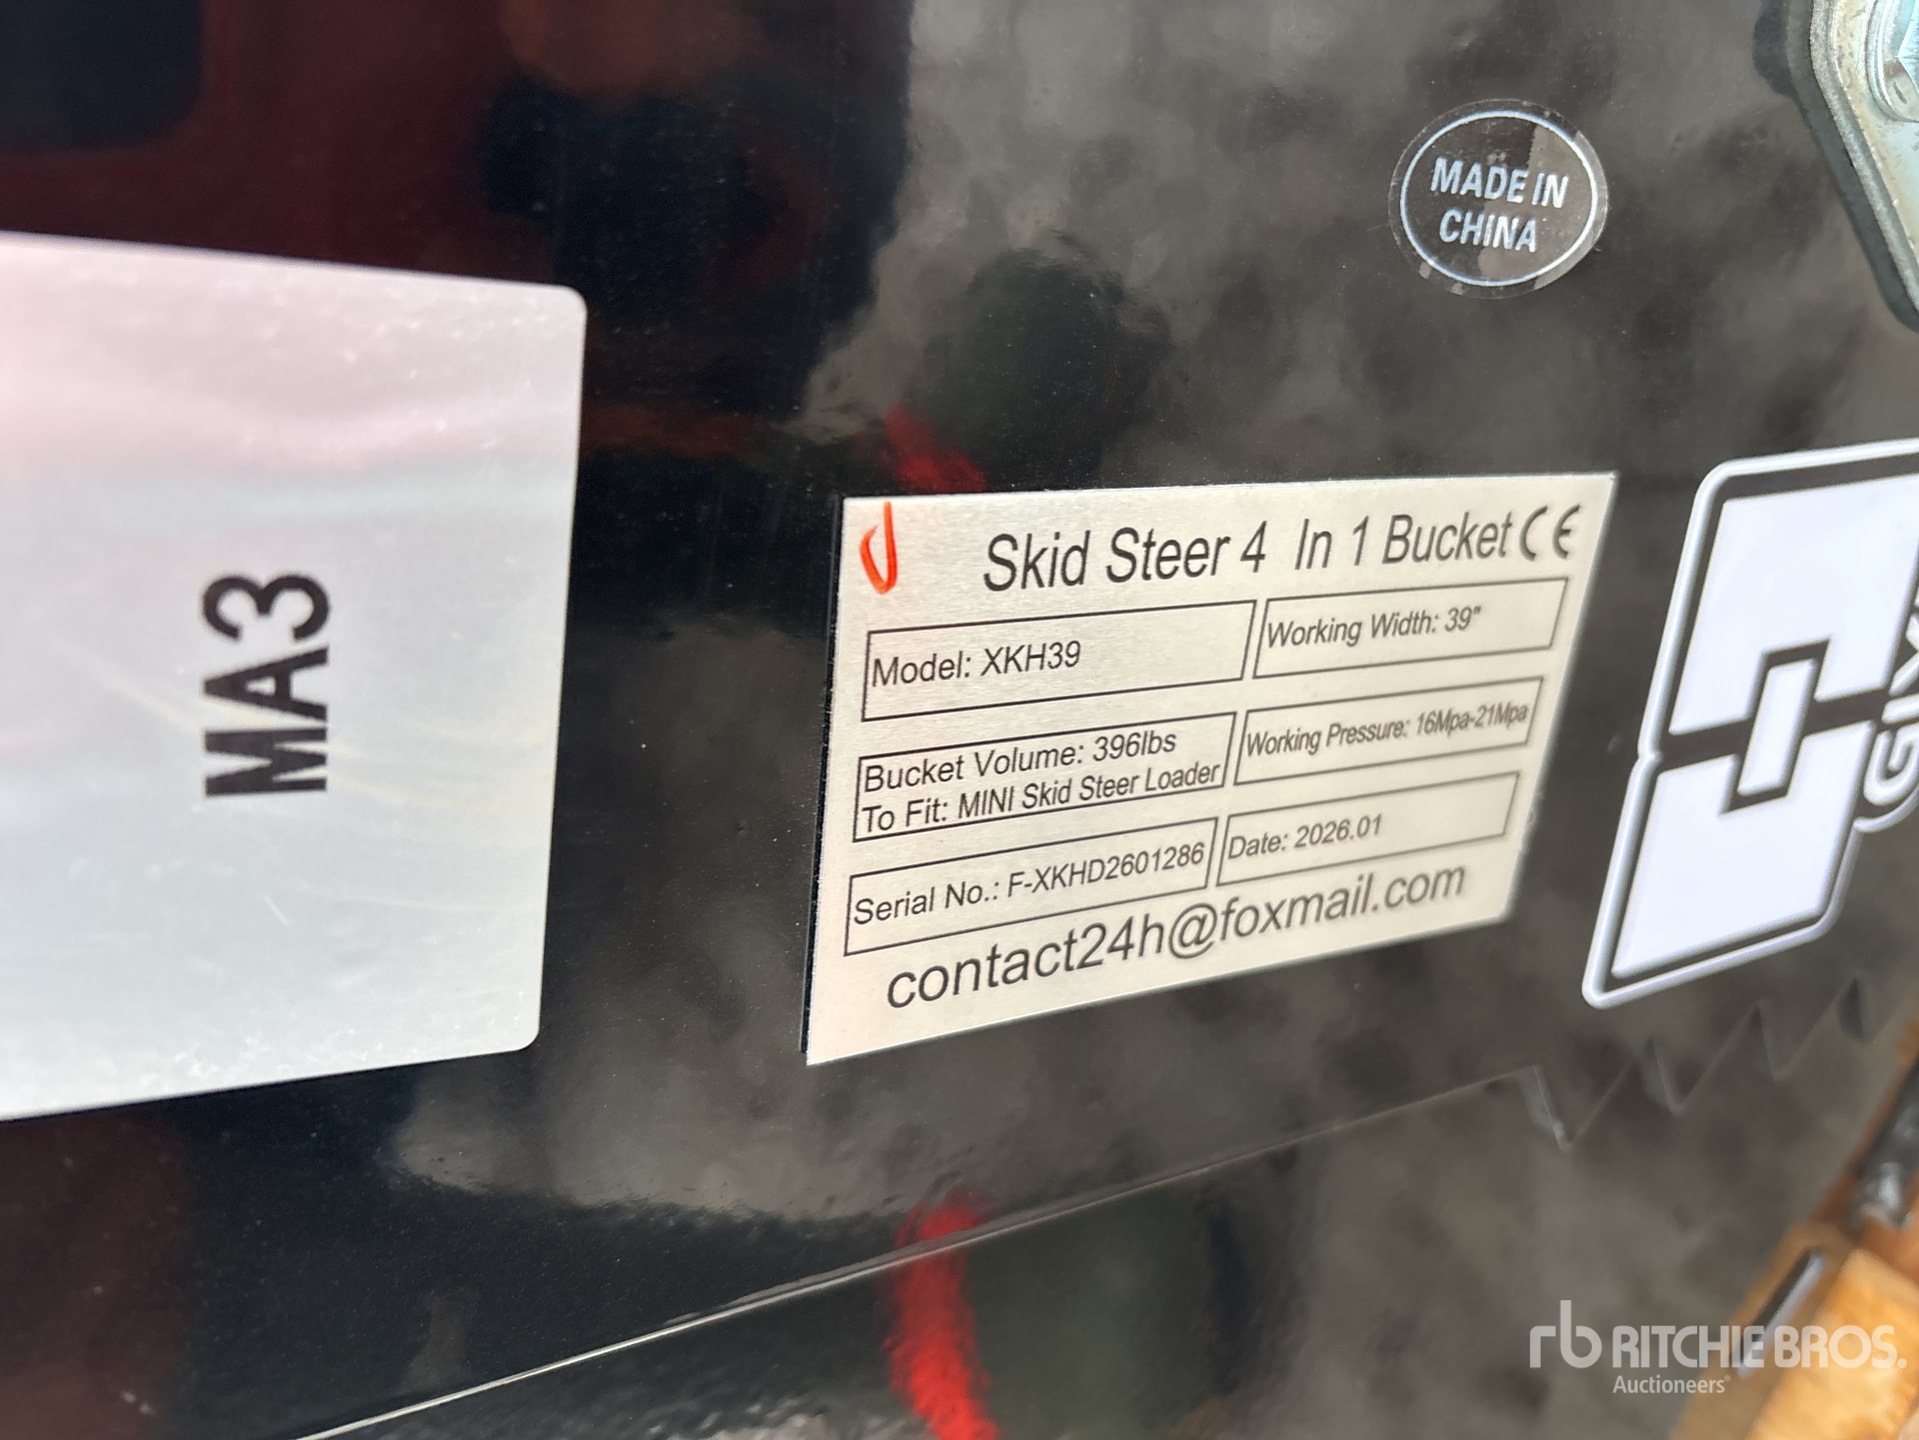 MADE IN
CHINA
MA3
Skid Steer 4 In 1 Bucket CE
Model: XKH39
Working Width: 39"
Bucket Volume: 396lbs
To Fit: MINI Skid Steer Loader
Working Pressure: 16Mpa-21Mpa
Serial No.: F-XKHD2601286
Date: 2026.01
contact24h@foxmail.com
rb RITCHIE BROS.
Auctioneers